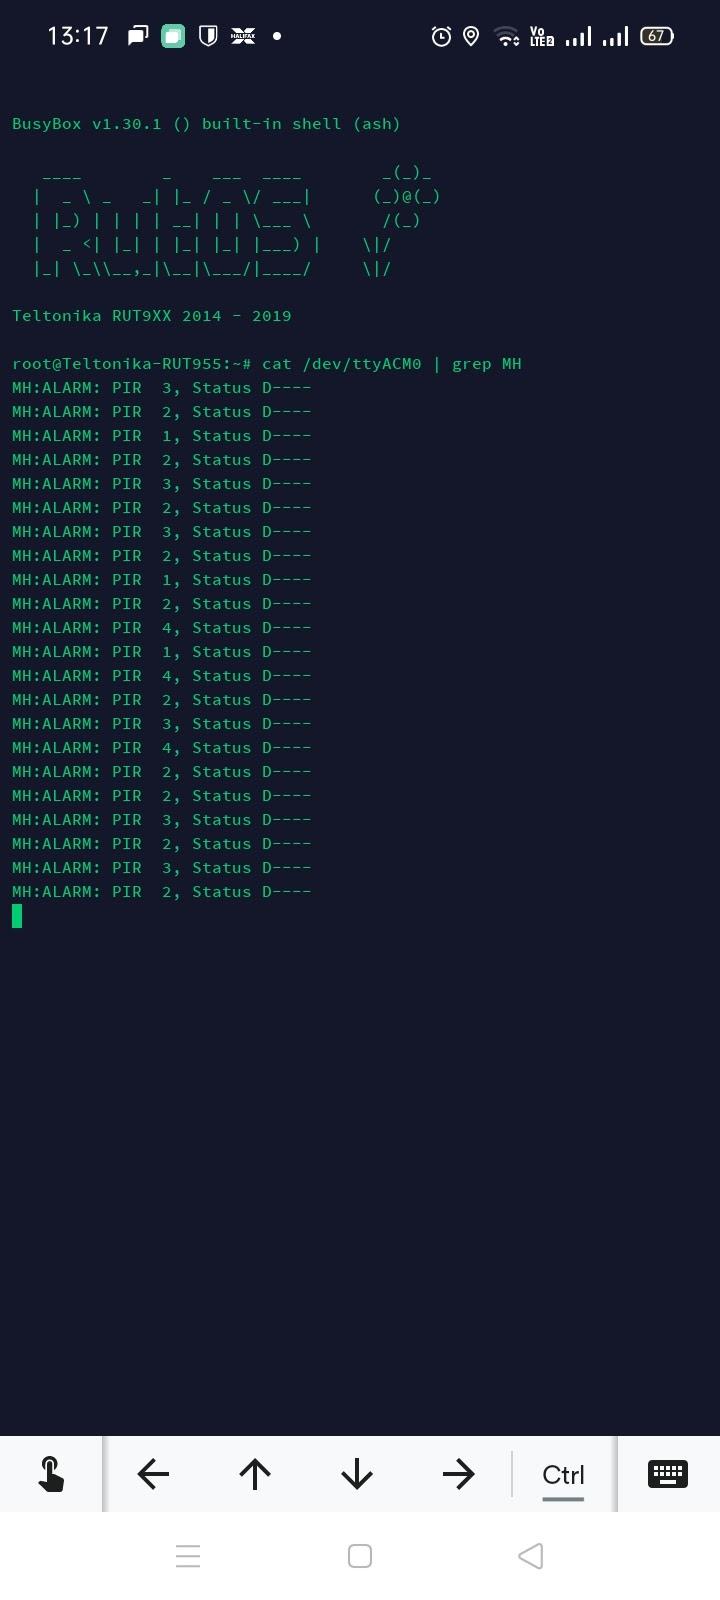 13:17
HALIFAX
Vo
LTE2
67
BusyBox v1.30.1 () built-in shell (ash)
   ____        _    ___  ____        _(_)_
  |  _ \ _   _| |_ / _ \/ ___|      (_)@(_)
  | |_) | | | | __| | | \___ \       /(_)
  |  _ <| |_| | |_| |_| |___) |    \|/
  |_| \_\\__,_|\__|\___/|____/     \|/
Teltonika RUT9XX 2014 - 2019
root@Teltonika-RUT955:~# cat /dev/ttyACM0 | grep MH
MH:ALARM: PIR  3, Status D----
MH:ALARM: PIR  2, Status D----
MH:ALARM: PIR  1, Status D----
MH:ALARM: PIR  2, Status D----
MH:ALARM: PIR  3, Status D----
MH:ALARM: PIR  2, Status D----
MH:ALARM: PIR  3, Status D----
MH:ALARM: PIR  2, Status D----
MH:ALARM: PIR  1, Status D----
MH:ALARM: PIR  2, Status D----
MH:ALARM: PIR  4, Status D----
MH:ALARM: PIR  1, Status D----
MH:ALARM: PIR  4, Status D----
MH:ALARM: PIR  2, Status D----
MH:ALARM: PIR  3, Status D----
MH:ALARM: PIR  4, Status D----
MH:ALARM: PIR  2, Status D----
MH:ALARM: PIR  2, Status D----
MH:ALARM: PIR  3, Status D----
MH:ALARM: PIR  2, Status D----
MH:ALARM: PIR  3, Status D----
MH:ALARM: PIR  2, Status D----
Ctrl